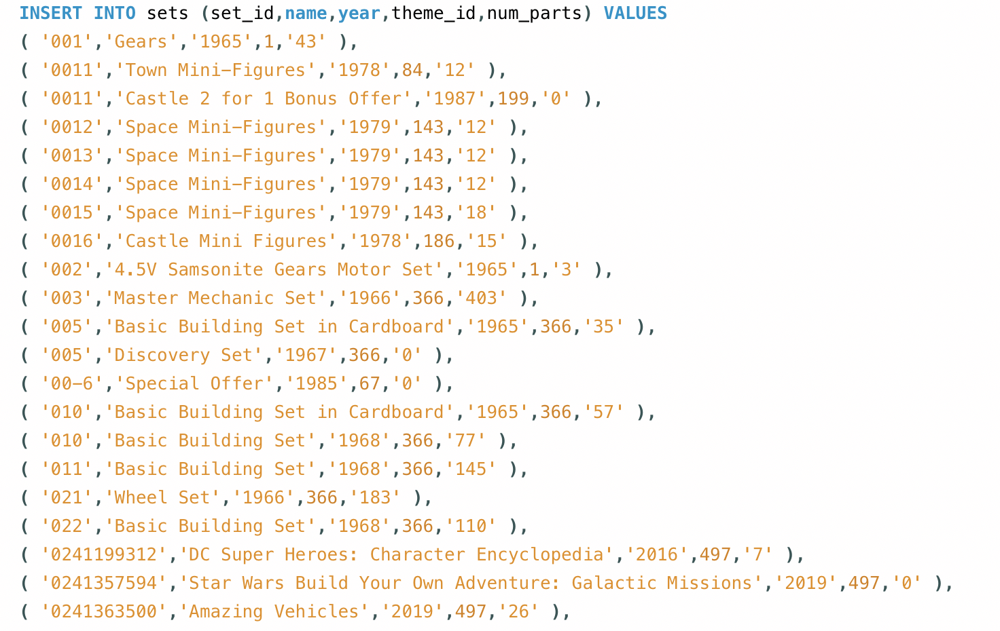 INSERT INTO sets (set_id,name,year,theme_id,num_parts) VALUES
( '001','Gears','1965',1,'43' ),
( '0011','Town Mini-Figures','1978',84,'12' ),
( '0011','Castle 2 for 1 Bonus Offer','1987',199,'0' ),
( '0012','Space Mini-Figures','1979',143,'12' ),
( '0013','Space Mini-Figures','1979',143,'12' ),
( '0014','Space Mini-Figures','1979',143,'12' ),
( '0015','Space Mini-Figures','1979',143,'18' ),
( '0016','Castle Mini Figures','1978',186,'15' ),
( '002','4.5V Samsonite Gears Motor Set','1965',1,'3' ),
( '003','Master Mechanic Set','1966',366,'403' ),
( '005','Basic Building Set in Cardboard','1965',366,'35' ),
( '005','Discovery Set','1967',366,'0' ),
( '00-6','Special Offer','1985',67,'0' ),
( '010','Basic Building Set in Cardboard','1965',366,'57' ),
( '010','Basic Building Set','1968',366,'77' ),
( '011','Basic Building Set','1968',366,'145' ),
( '021','Wheel Set','1966',366,'183' ),
( '022','Basic Building Set','1968',366,'110' ),
( '0241199312','DC Super Heroes: Character Encyclopedia','2016',497,'7' ),
( '0241357594','Star Wars Build Your Own Adventure: Galactic Missions','2019',497,'0' ),
( '0241363500','Amazing Vehicles','2019',497,'26' ),